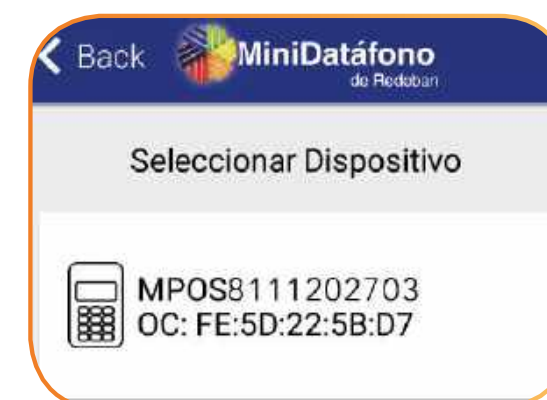 Back
MiniDatáfono
de Redeban
Seleccionar Dispositivo
MPOS8111202703
OC: FE:5D:22:5B:D7